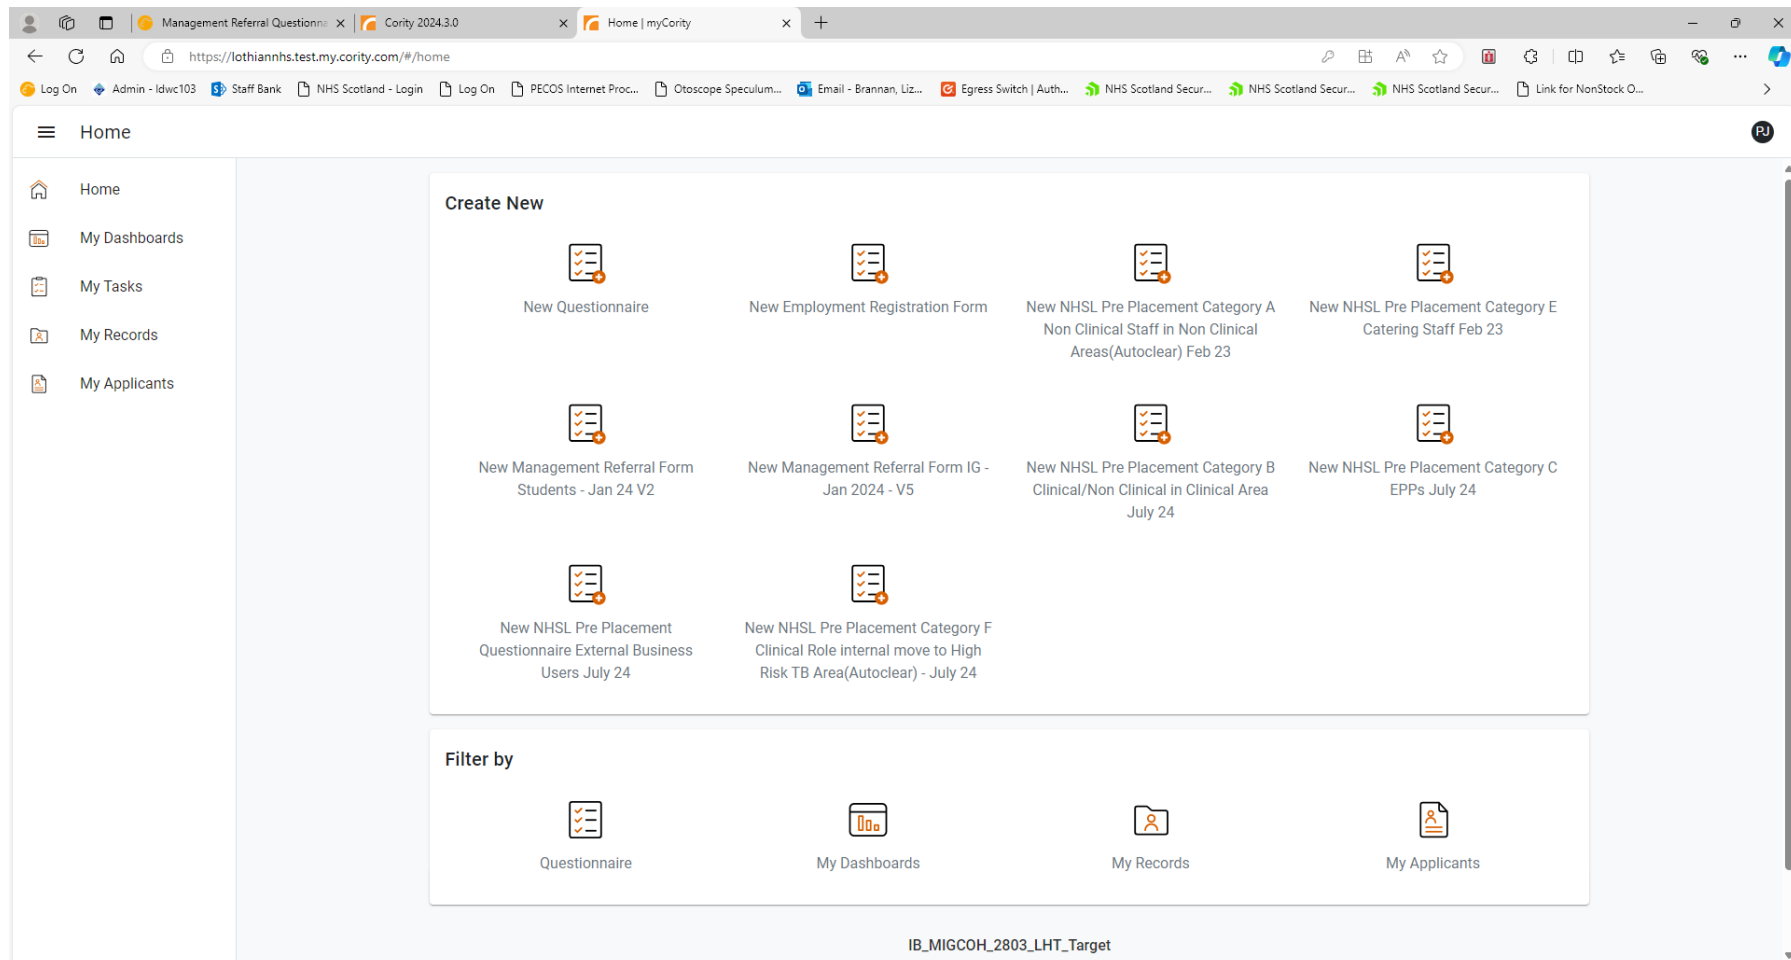 Management Referral Questionna
Cority 2024.3.0
Home | myCority
https://lothiannhs.test.my.cority.com/#/home
Log On
Admin - ldwc103
Staff Bank
NHS Scotland - Login
Log On
PECOS Internet Proc...
Otoscope Speculum...
Email - Brannan, Liz...
Egress Switch | Auth...
NHS Scotland Secur...
NHS Scotland Secur...
NHS Scotland Secur...
Link for NonStock O...
Home
PJ
Home
My Dashboards
My Tasks
My Records
My Applicants
Create New
New Questionnaire
New Employment Registration Form
New NHSL Pre Placement Category A
Non Clinical Staff in Non Clinical
Areas(Autoclear) Feb 23
New NHSL Pre Placement Category E
Catering Staff Feb 23
New Management Referral Form
Students - Jan 24 V2
New Management Referral Form IG -
Jan 2024 - V5
New NHSL Pre Placement Category B
Clinical/Non Clinical in Clinical Area
July 24
New NHSL Pre Placement Category C
EPPs July 24
New NHSL Pre Placement
Questionnaire External Business
Users July 24
New NHSL Pre Placement Category F
Clinical Role internal move to High
Risk TB Area(Autoclear) - July 24
Filter by
Questionnaire
My Dashboards
My Records
My Applicants
IB_MIGCOH_2803_LHT_Target